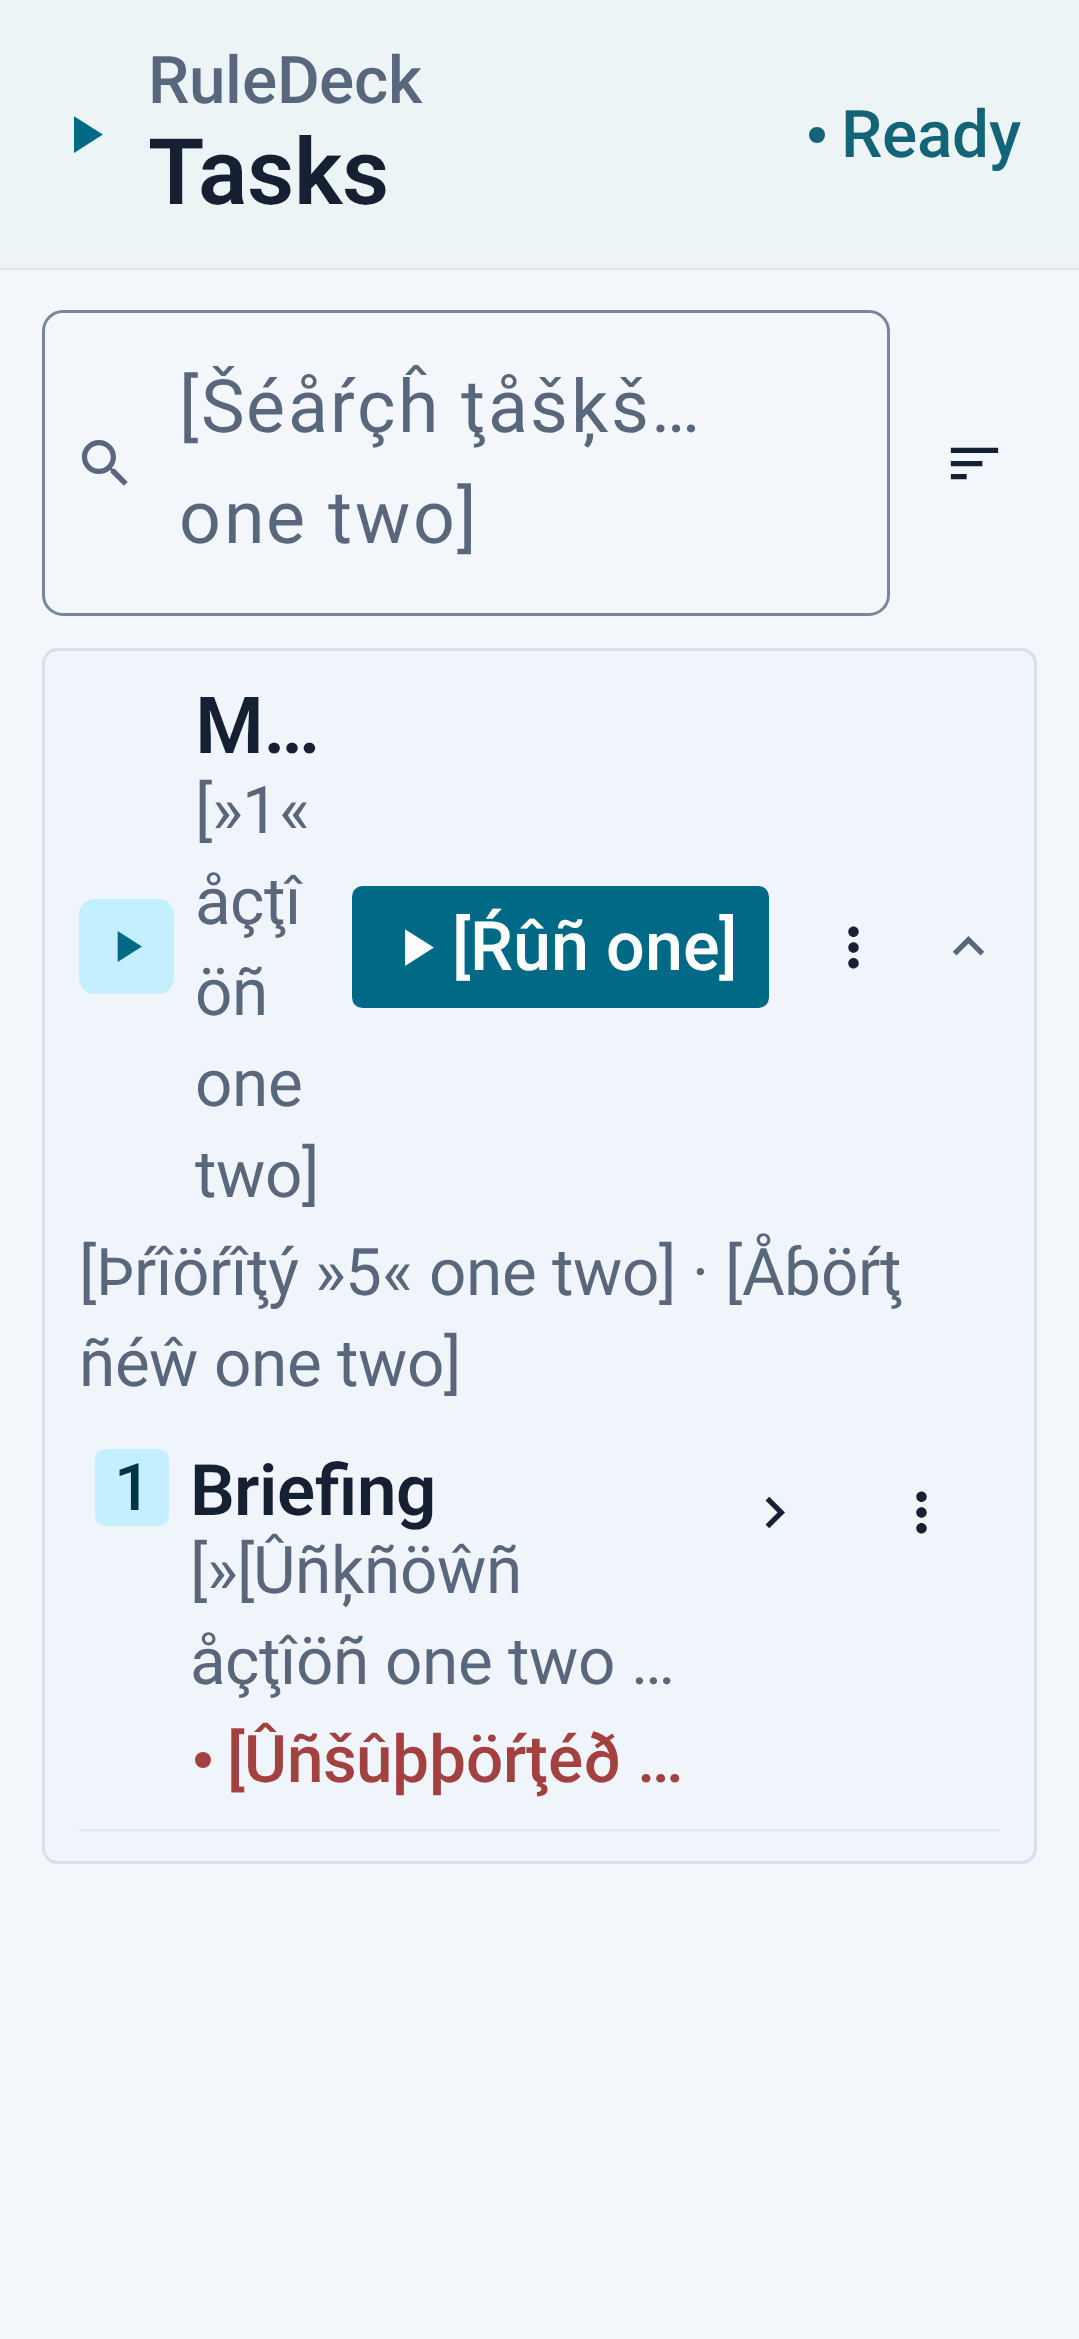 RuleDeck
Tasks
• Ready
[Šéåŕçĥ ţåšķš…
one two]
M…
[»1«
åçţî
öñ
one
two]
[Ŕûñ one]
[Þŕîöŕîţý »5« one two] · [Åɓöŕţ
ñéŵ one two]
1
Briefing
[»[Ûñķñöŵñ
åçţîöñ one two …
• [Ûñšûþþöŕţéð …